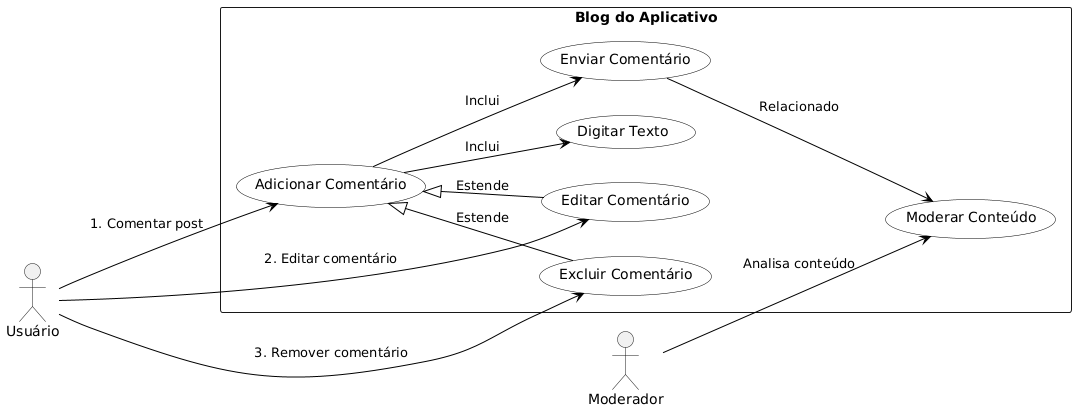 Blog do Aplicativo
Enviar Comentário
Inclui
Relacionado
Digitar Texto
Inclui
Adicionar Comentário
Estende
Editar Comentário
Estende
Moderar Conteúdo
1. Comentar post
2. Editar comentário
Analisa conteúdo
Excluir Comentário
Usuário
3. Remover comentário
Moderador